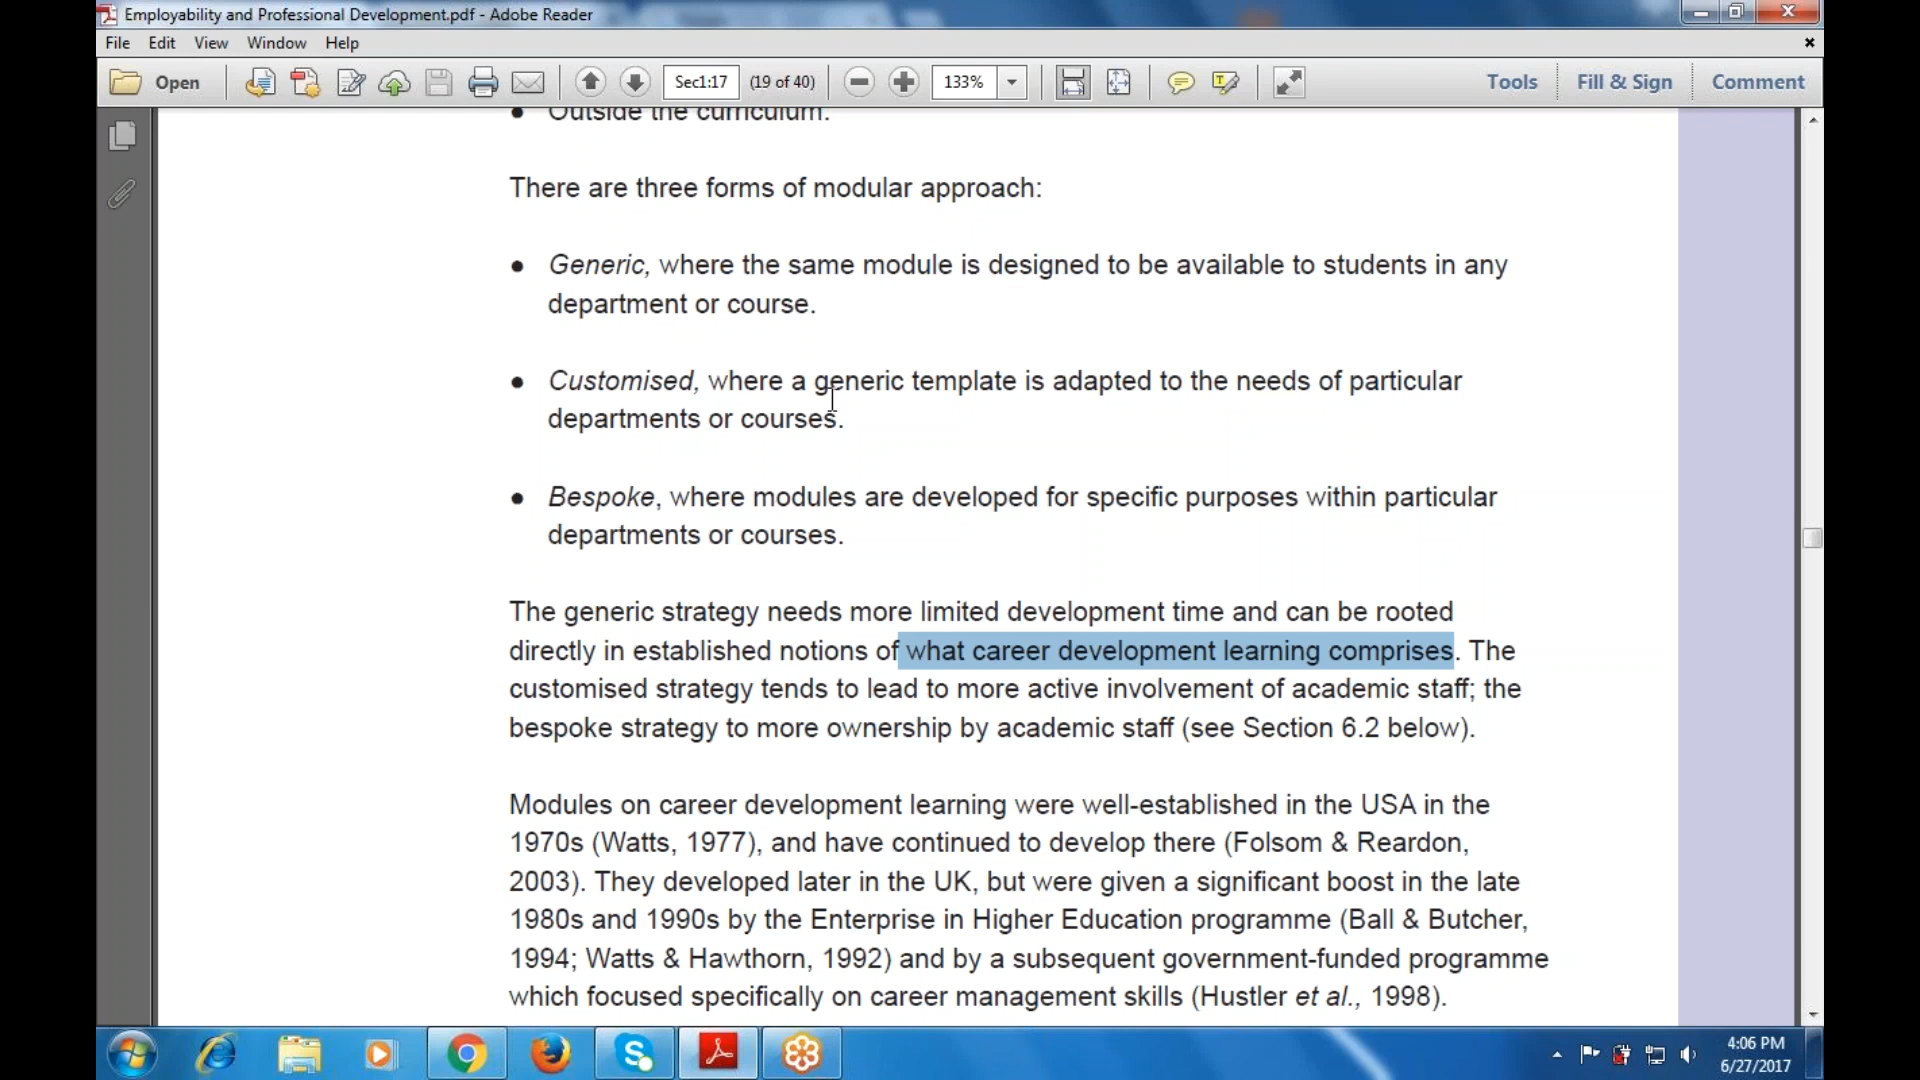 Employability and Professional Development.pdf - Adobe Reader
File Edit View Window Help
Open Sec1:17 (19 of 40) 133% Tools Fill & Sign Comment
• Outside the curriculum.
There are three forms of modular approach:
• Generic, where the same module is designed to be available to students in any
department or course.
• Customised, where a generic template is adapted to the needs of particular
departments or courses.
• Bespoke, where modules are developed for specific purposes within particular
departments or courses.
The generic strategy needs more limited development time and can be rooted
directly in established notions of what career development learning comprises. The
customised strategy tends to lead to more active involvement of academic staff; the
bespoke strategy to more ownership by academic staff (see Section 6.2 below).
Modules on career development learning were well-established in the USA in the
1970s (Watts, 1977), and have continued to develop there (Folsom & Reardon,
2003). They developed later in the UK, but were given a significant boost in the late
1980s and 1990s by the Enterprise in Higher Education programme (Ball & Butcher,
1994; Watts & Hawthorn, 1992) and by a subsequent government-funded programme
which focused specifically on career management skills (Hustler et al., 1998).
4:06 PM
6/27/2017